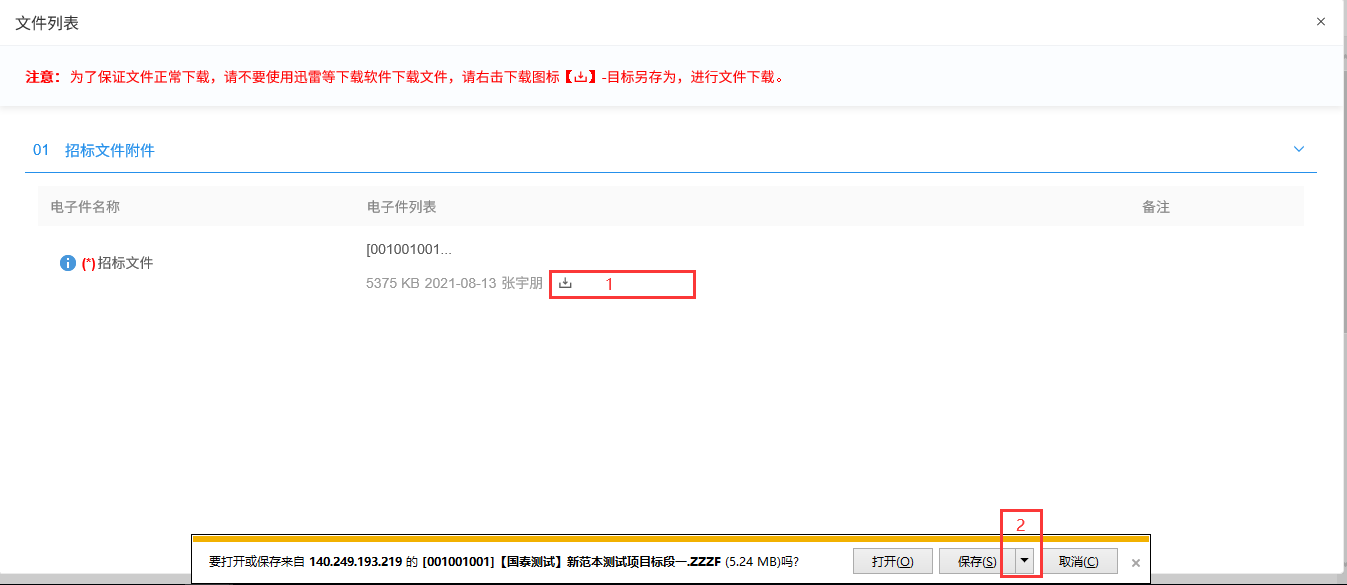 文件列表
×
注意：为了保证文件正常下载，请不要使用迅雷等下载软件下载文件，请右击下载图标【】-目标另存为，进行文件下载。
01 招标文件附件
电子件名称 电子件列表 备注
[001001001...
(*)招标文件
5375 KB 2021-08-13 张宇朋 1
2
要打开或保存来自 140.249.193.219 的 [001001001]【国泰测试】新范本测试项目标段一.ZZZF (5.24 MB)吗? 打开(O) 保存(S) 取消(C) ×